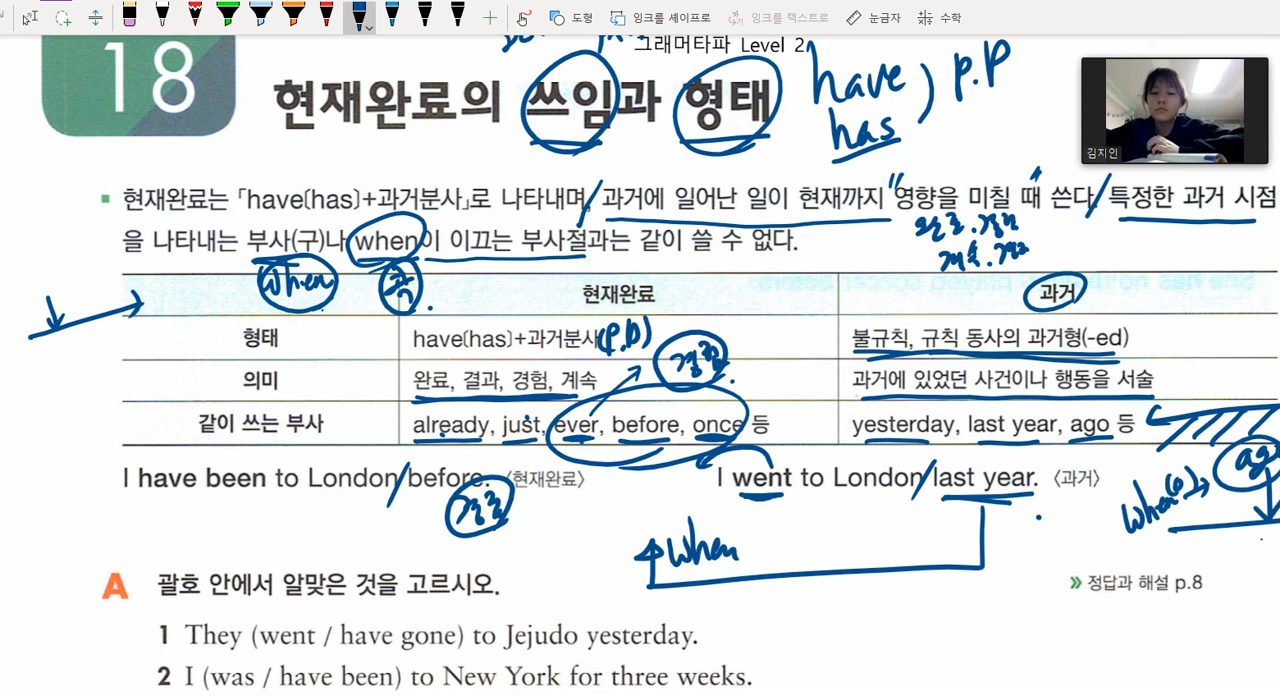 도형 잉크를 셰이프로 잉크를 텍스트로 눈금자 수학
그래머타파 Level 2
18
현재완료의 쓰임과 형태
have
has
p.p
김지인
현재완료는 「have(has)+과거분사」로 나타내며, 과거에 일어난 일이 현재까지 영향을 미칠 때 쓴다. 특정한 과거 시점
을 나타내는 부사(구)나 when이 이끄는 부사절과는 같이 쓸 수 없다.
when
현재완료 과거
형태 have(has)+과거분사 (p.p) 불규칙, 규칙 동사의 과거형(-ed)
의미 완료, 결과, 경험, 계속 과거에 있었던 사건이나 행동을 서술
경험
같이 쓰는 부사 already, just, ever, before, once 등 yesterday, last year, ago 등
I have been to London before. 〈현재완료〉 I went to London last year. 〈과거〉
ago
when
when
A 괄호 안에서 알맞은 것을 고르시오.
» 정답과 해설 p.8
1 They (went / have gone) to Jejudo yesterday.
2 I (was / have been) to New York for three weeks.